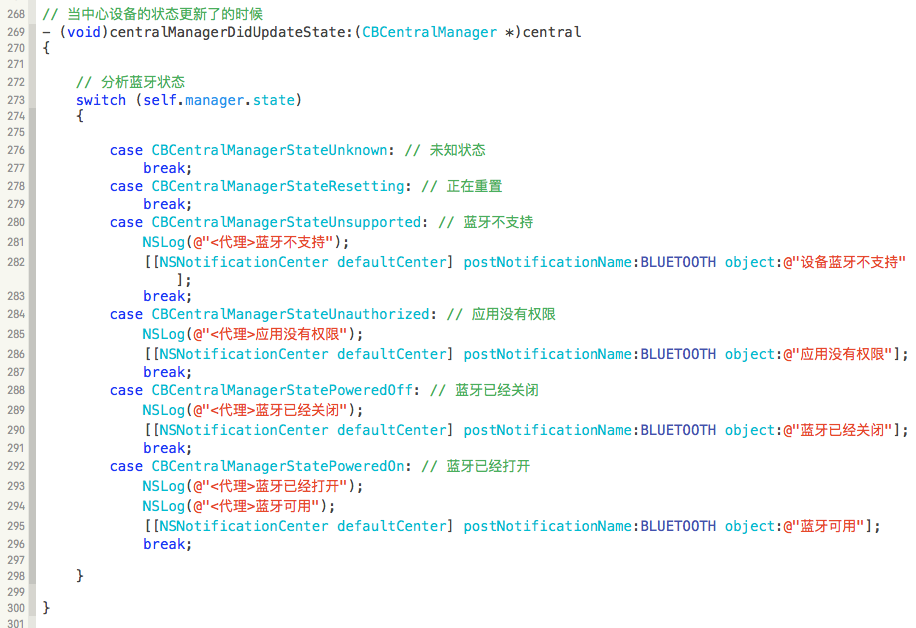 268 // 当中心设备的状态更新了的时候
269 - (void)centralManagerDidUpdateState:(CBCentralManager *)central
270 {
271
272 // 分析蓝牙状态
273 switch (self.manager.state)
274 {
275
276 case CBCentralManagerStateUnknown: // 未知状态
277 break;
278 case CBCentralManagerStateResetting: // 正在重置
279 break;
280 case CBCentralManagerStateUnsupported: // 蓝牙不支持
281 NSLog(@"<代理>蓝牙不支持");
282 [[NSNotificationCenter defaultCenter] postNotificationName:BLUETOOTH object:@"设备蓝牙不支持"
];
283 break;
284 case CBCentralManagerStateUnauthorized: // 应用没有权限
285 NSLog(@"<代理>应用没有权限");
286 [[NSNotificationCenter defaultCenter] postNotificationName:BLUETOOTH object:@"应用没有权限"];
287 break;
288 case CBCentralManagerStatePoweredOff: // 蓝牙已经关闭
289 NSLog(@"<代理>蓝牙已经关闭");
290 [[NSNotificationCenter defaultCenter] postNotificationName:BLUETOOTH object:@"蓝牙已经关闭"];
291 break;
292 case CBCentralManagerStatePoweredOn: // 蓝牙已经打开
293 NSLog(@"<代理>蓝牙已经打开");
294 NSLog(@"<代理>蓝牙可用");
295 [[NSNotificationCenter defaultCenter] postNotificationName:BLUETOOTH object:@"蓝牙可用"];
296 break;
297
298 }
299
300 }
301